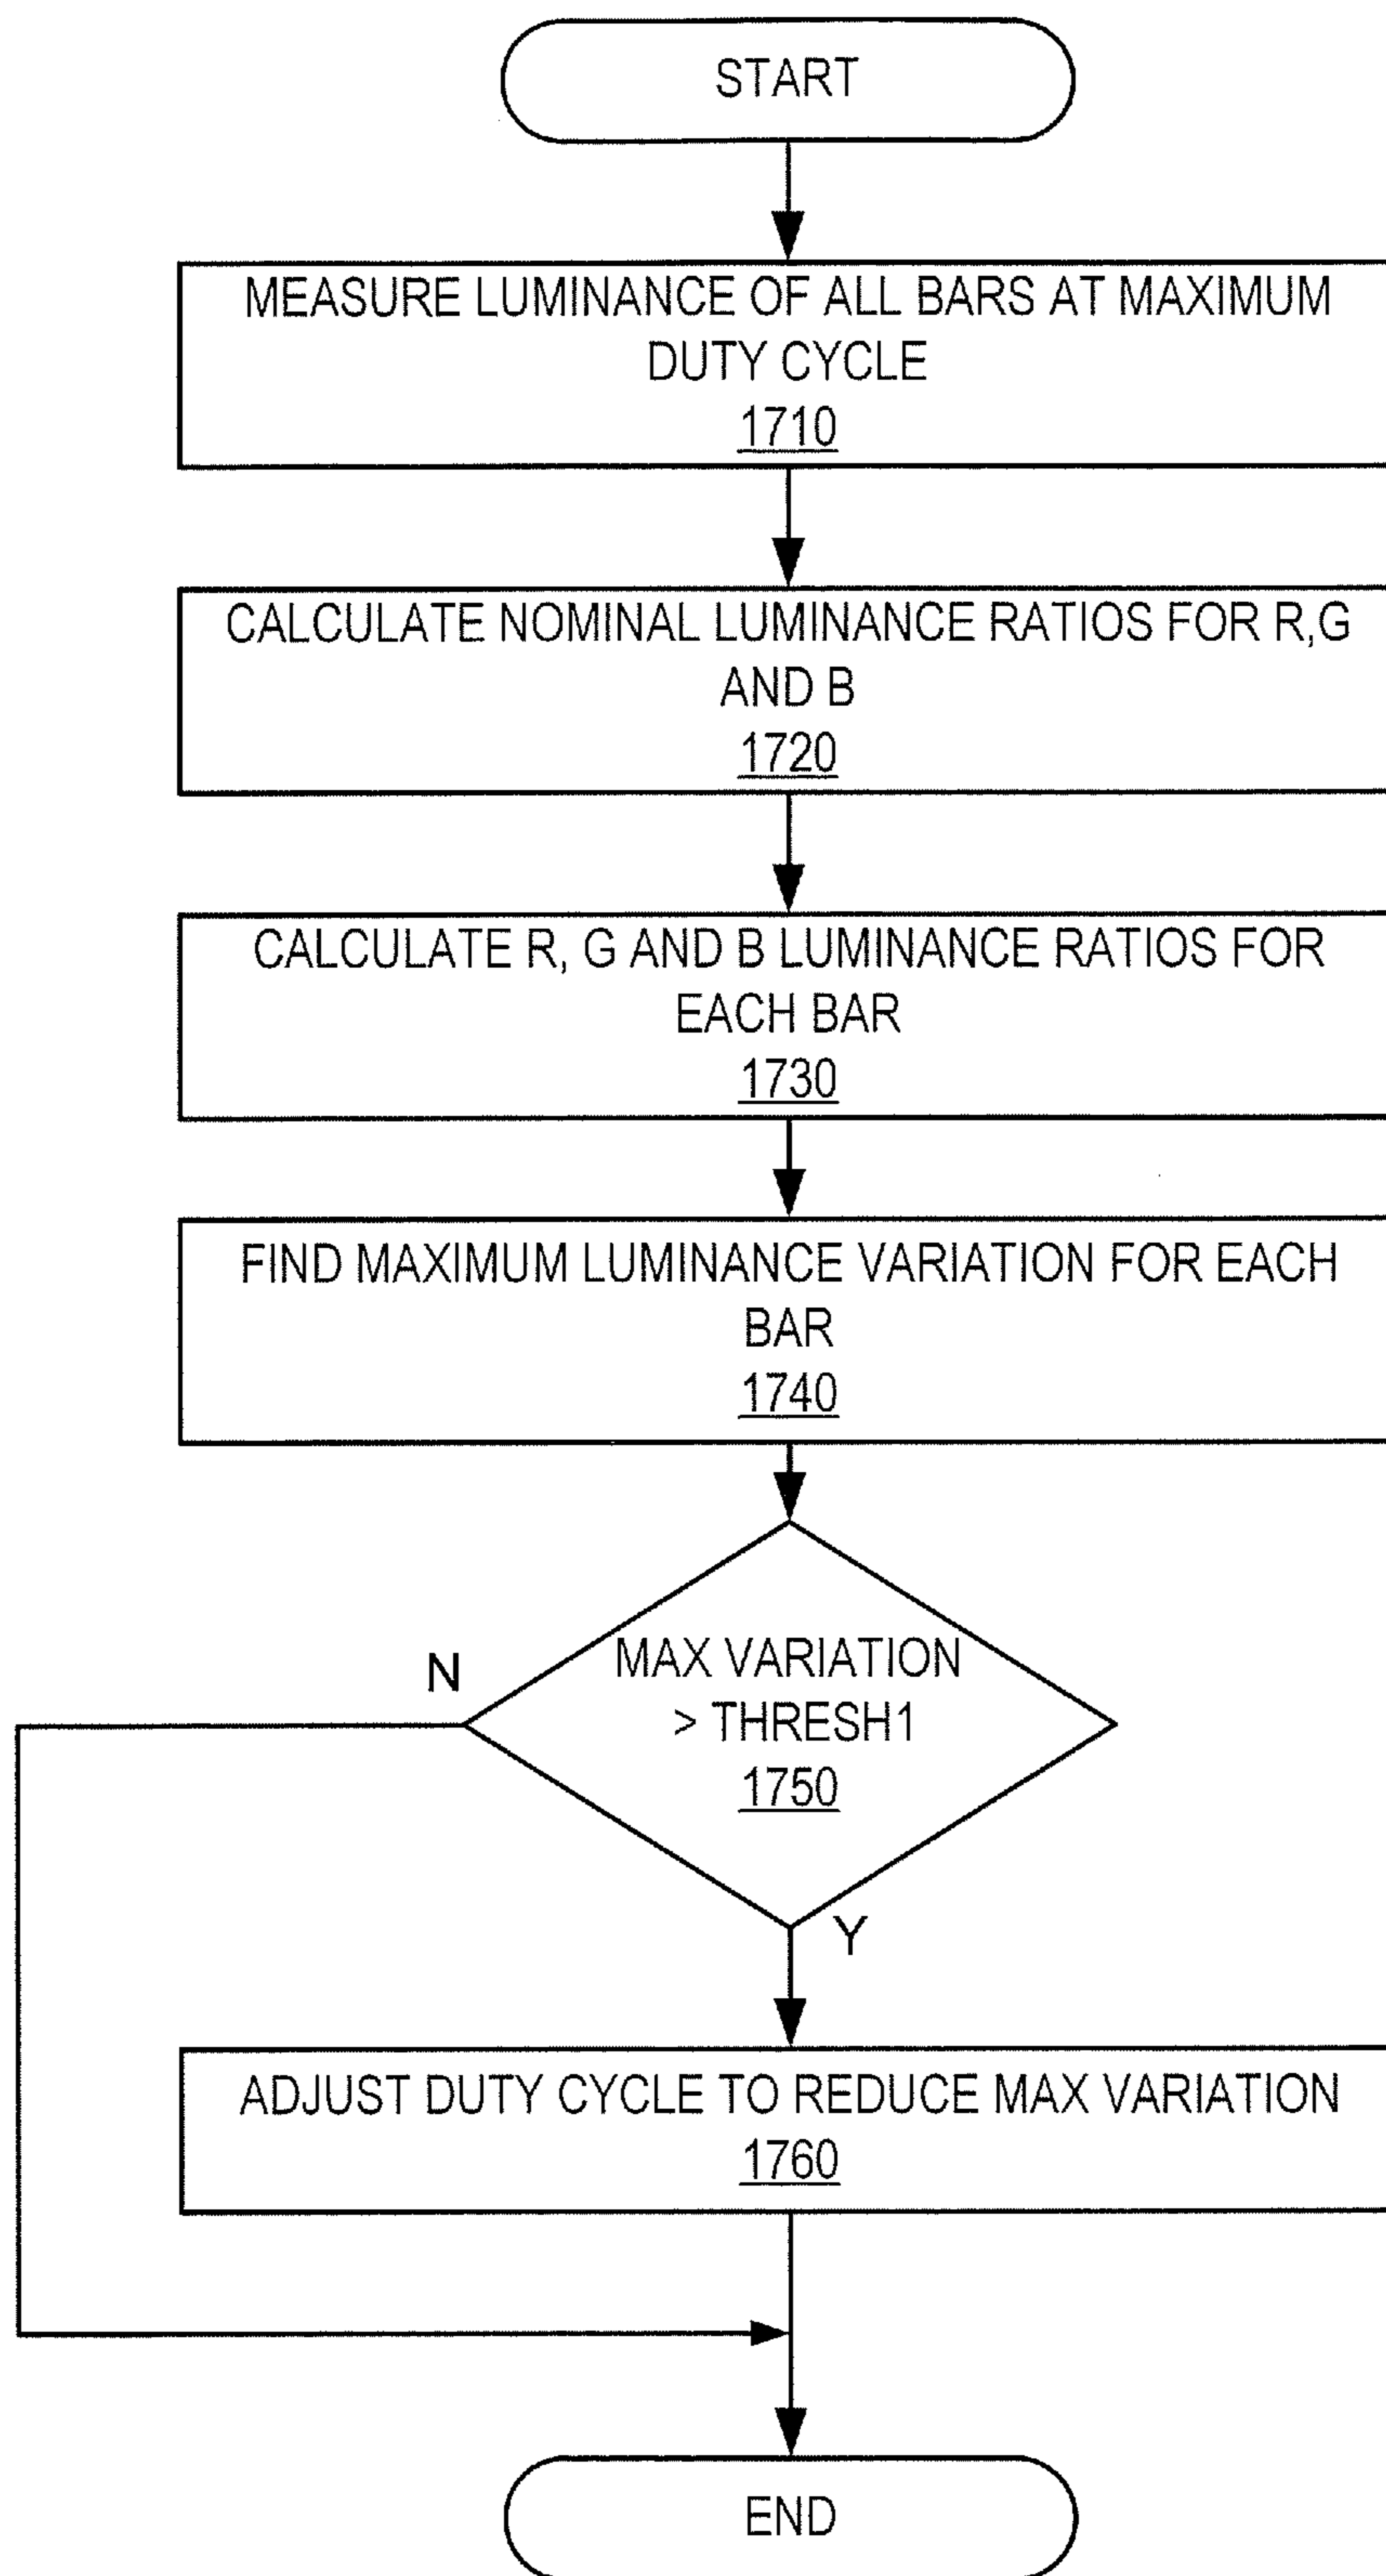 START
MEASURE LUMINANCE OF ALL BARS AT MAXIMUM
DUTY CYCLE
1710
CALCULATE NOMINAL LUMINANCE RATIOS FOR R,G
AND B
1720
CALCULATE R, G AND B LUMINANCE RATIOS FOR
EACH BAR
1730
FIND MAXIMUM LUMINANCE VARIATION FOR EACH
BAR
1740
N
MAX VARIATION
> THRESH1
1750
Y
ADJUST DUTY CYCLE TO REDUCE MAX VARIATION
1760
END